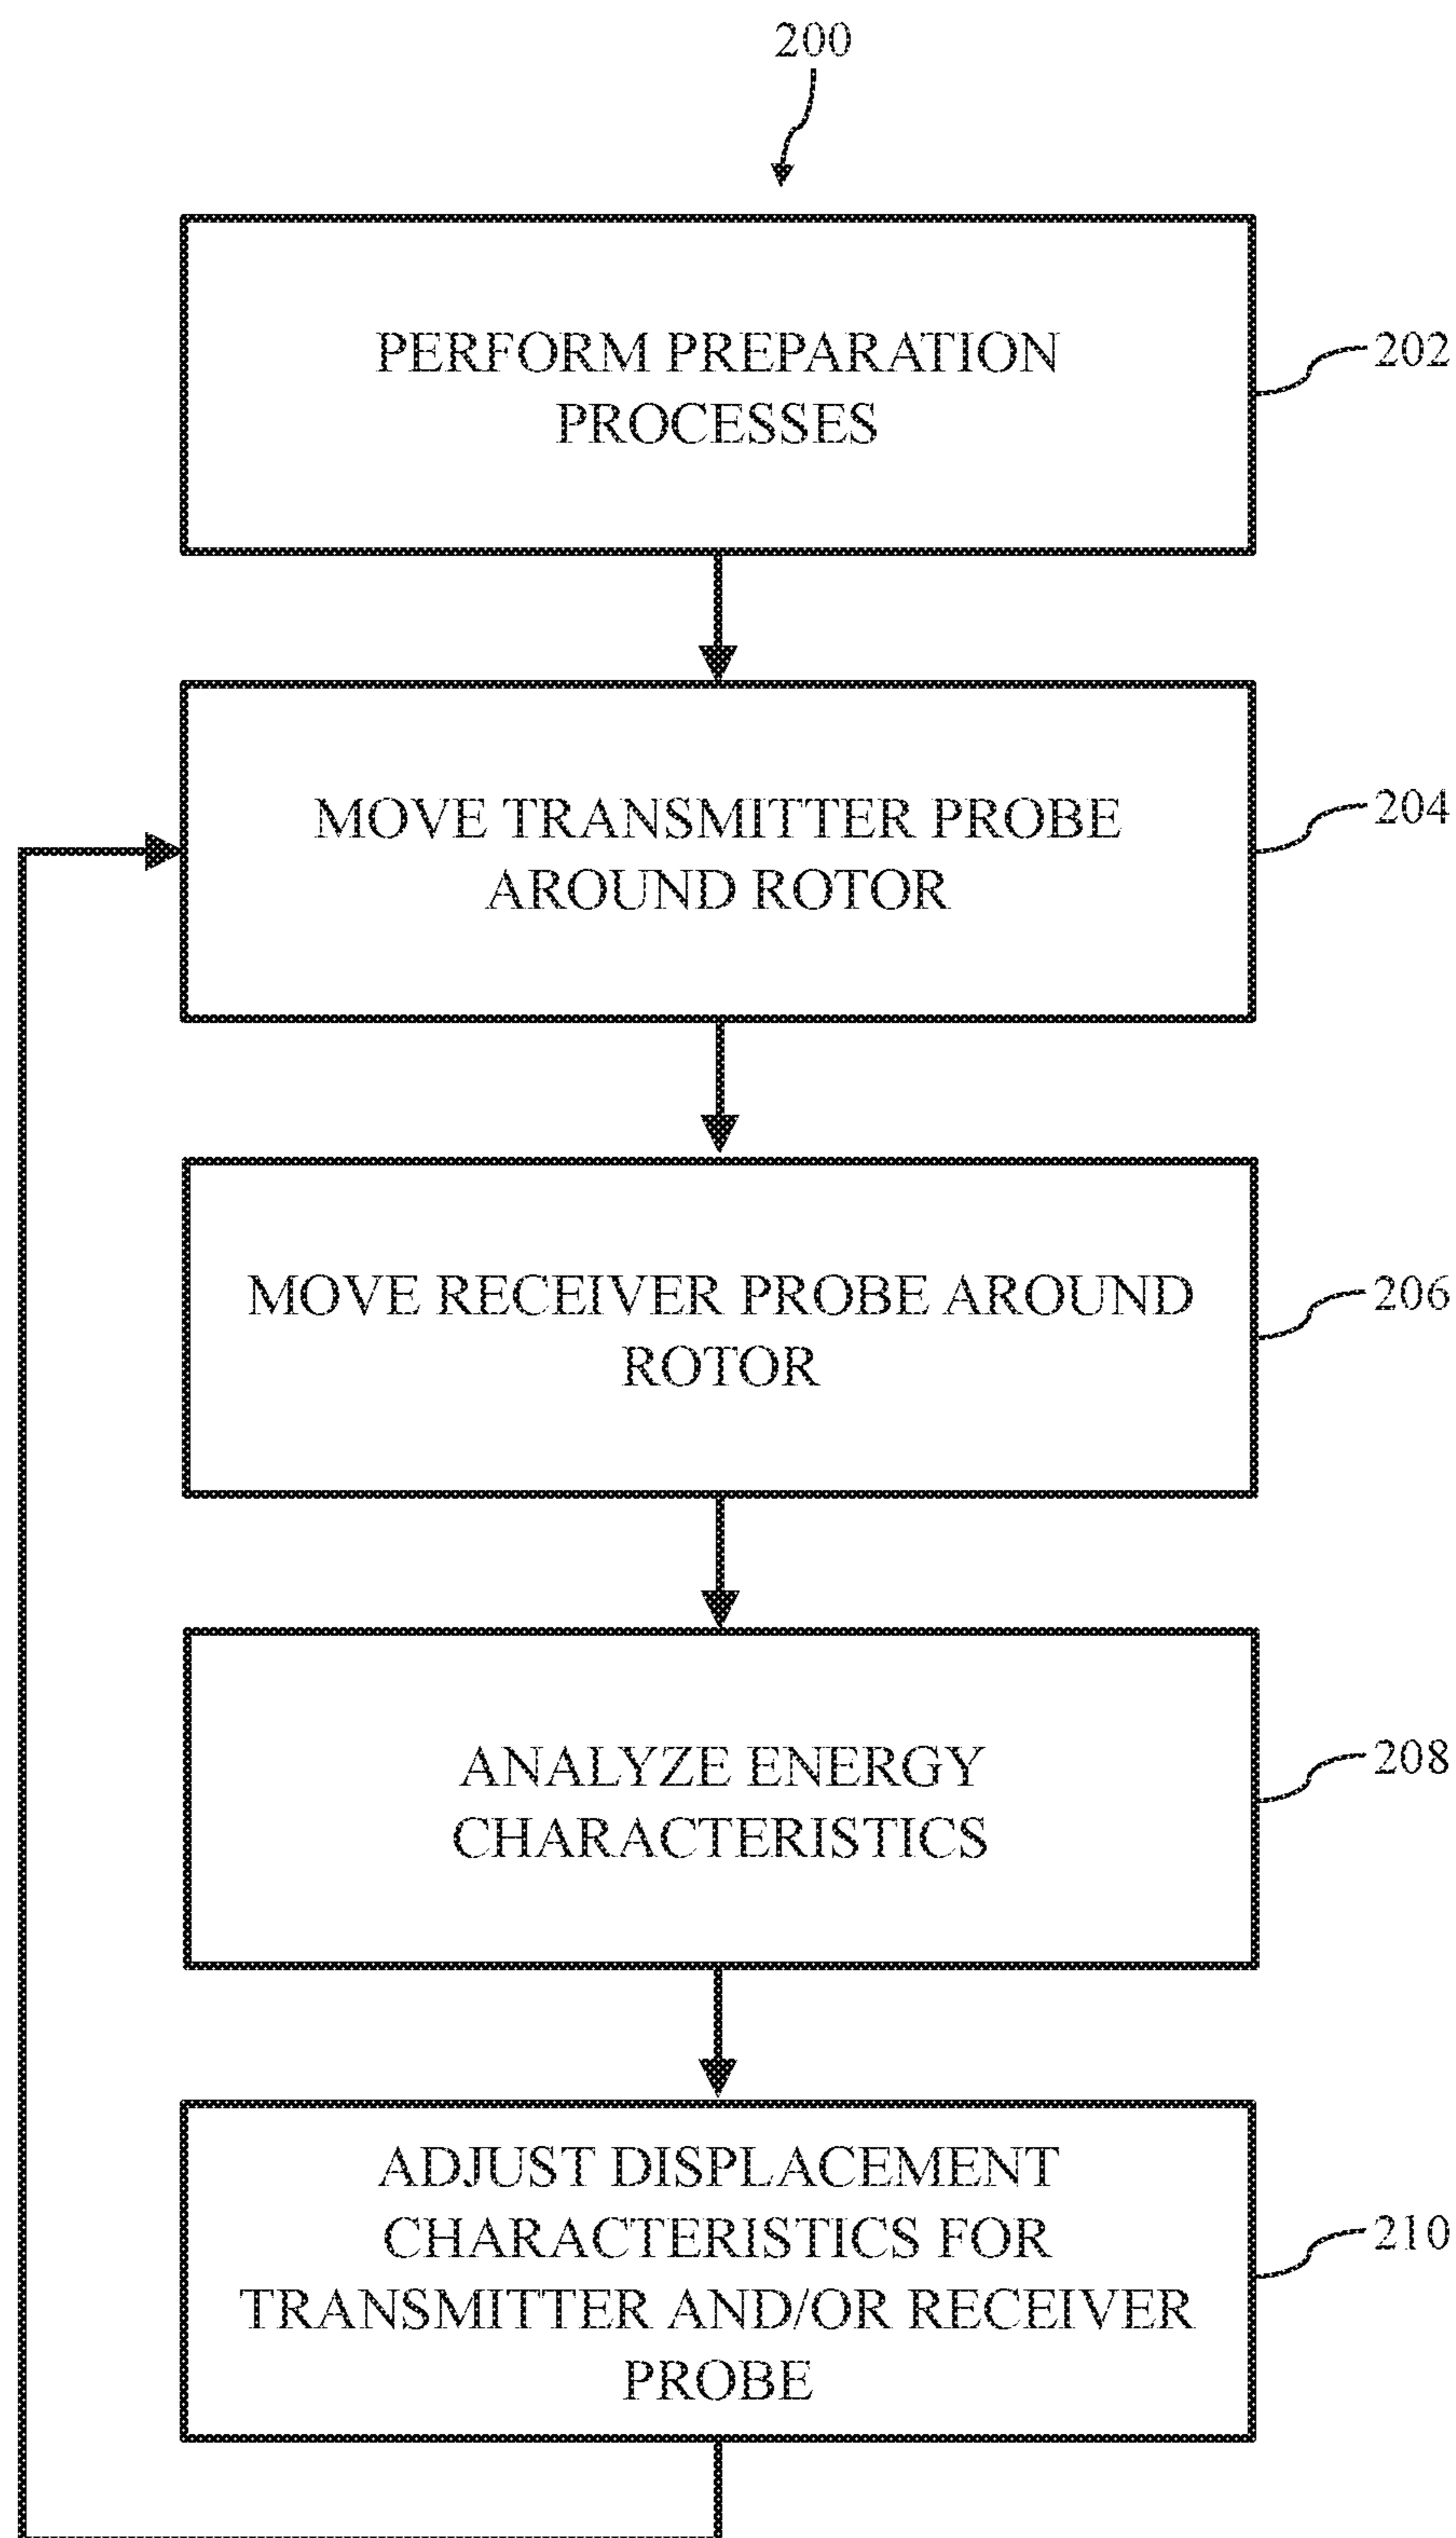 200
PERFORM PREPARATION
PROCESSES
202
MOVE TRANSMITTER PROBE
AROUND ROTOR
204
MOVE RECEIVER PROBE AROUND
ROTOR
206
ANALYZE ENERGY
CHARACTERISTICS
208
ADJUST DISPLACEMENT
CHARACTERISTICS FOR
TRANSMITTER AND/OR RECEIVER
PROBE
210